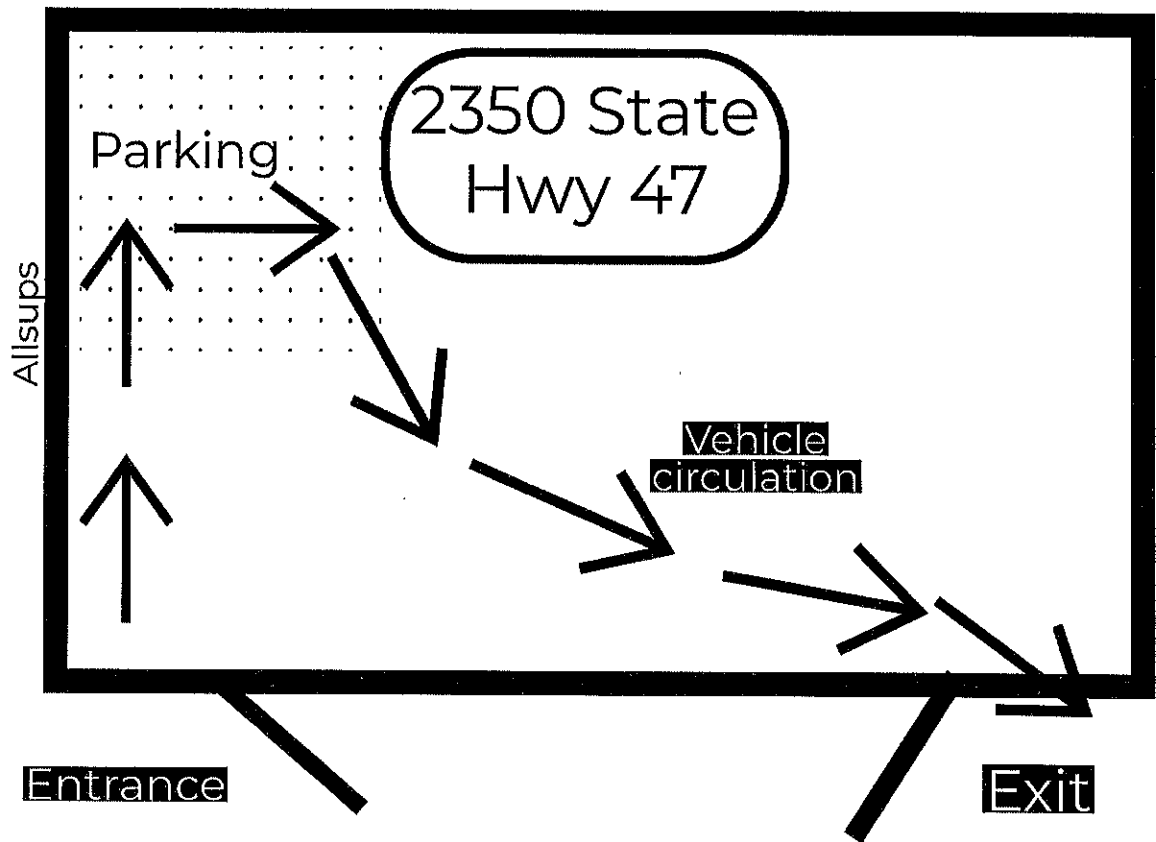 2350 State
Hwy 47
Parking
Allsups
Vehicle
circulation
Entrance
Exit